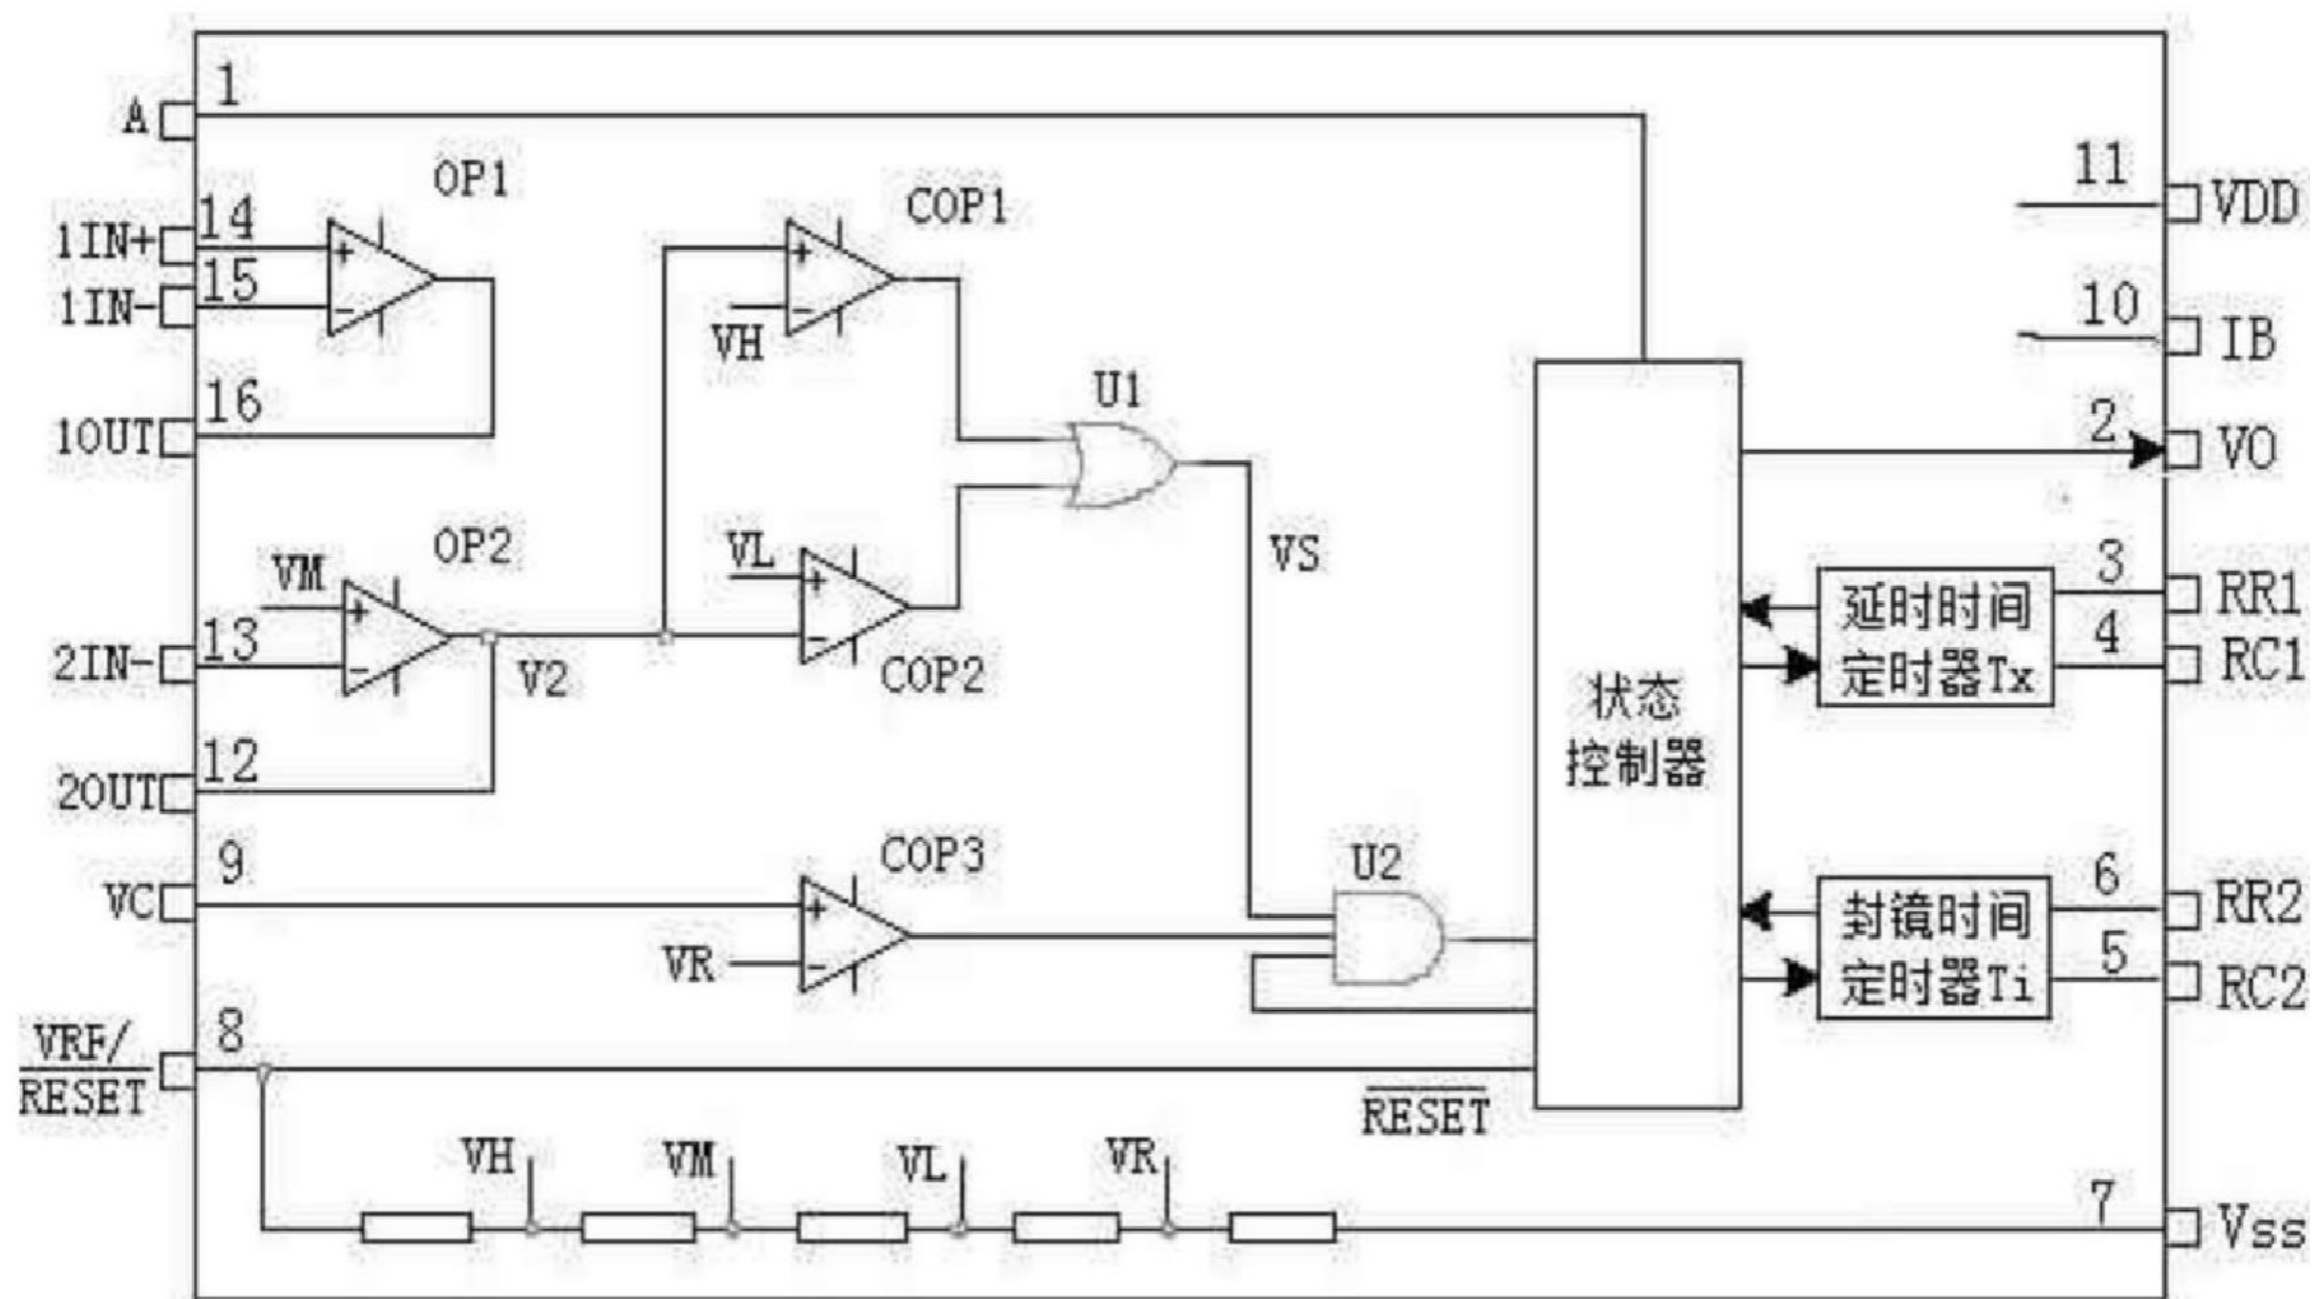 1
A
OP1
14
1IN+
15
1IN-
16
1OUT
COP1
VH
U1
VL
VS
COP2
OP2
VM
13
2IN-
V2
12
2OUT
9
VC
COP3
VR
U2
8
VRF/
RESET
RESET
VH
VM
VL
VR
状态
控制器
11
VDD
10
IB
2
VO
延时时间
定时器Tx
3
RR1
4
RC1
封镜时间
定时器Ti
6
RR2
5
RC2
7
Vss